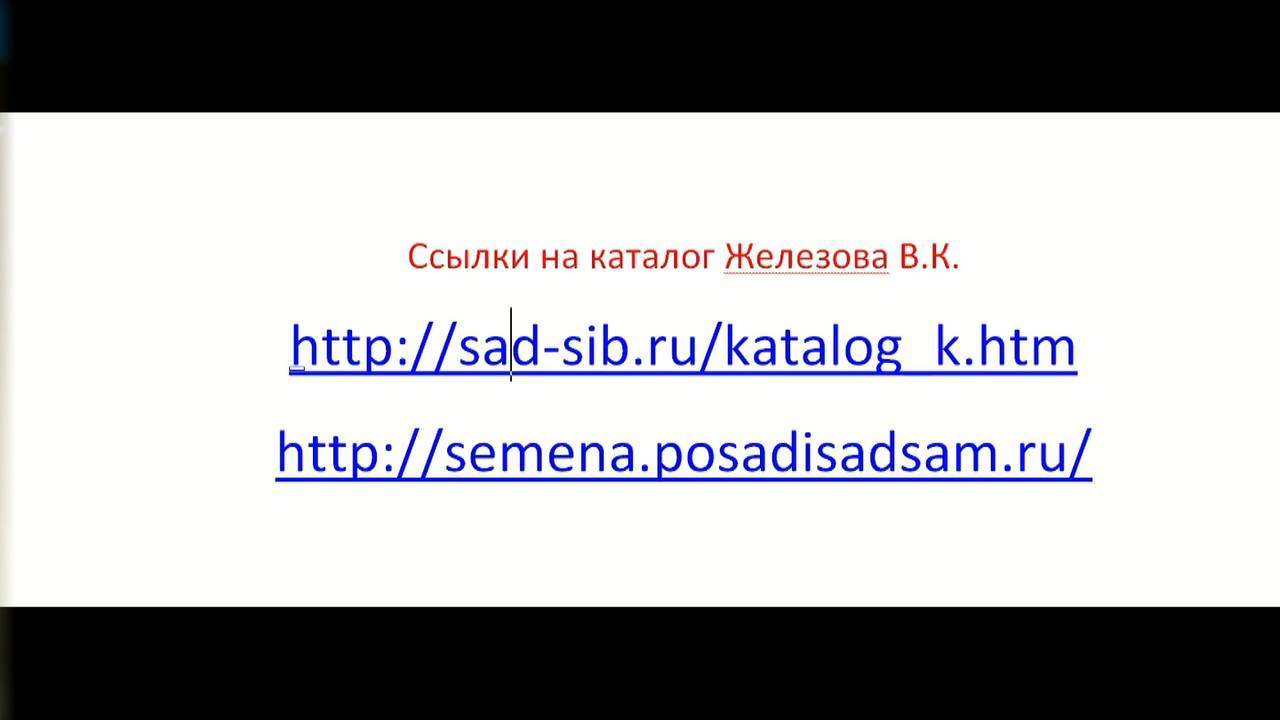 Ссылки на каталог Железова В.К.
http://sad-sib.ru/katalog_k.htm
http://semena.posadisadsam.ru/